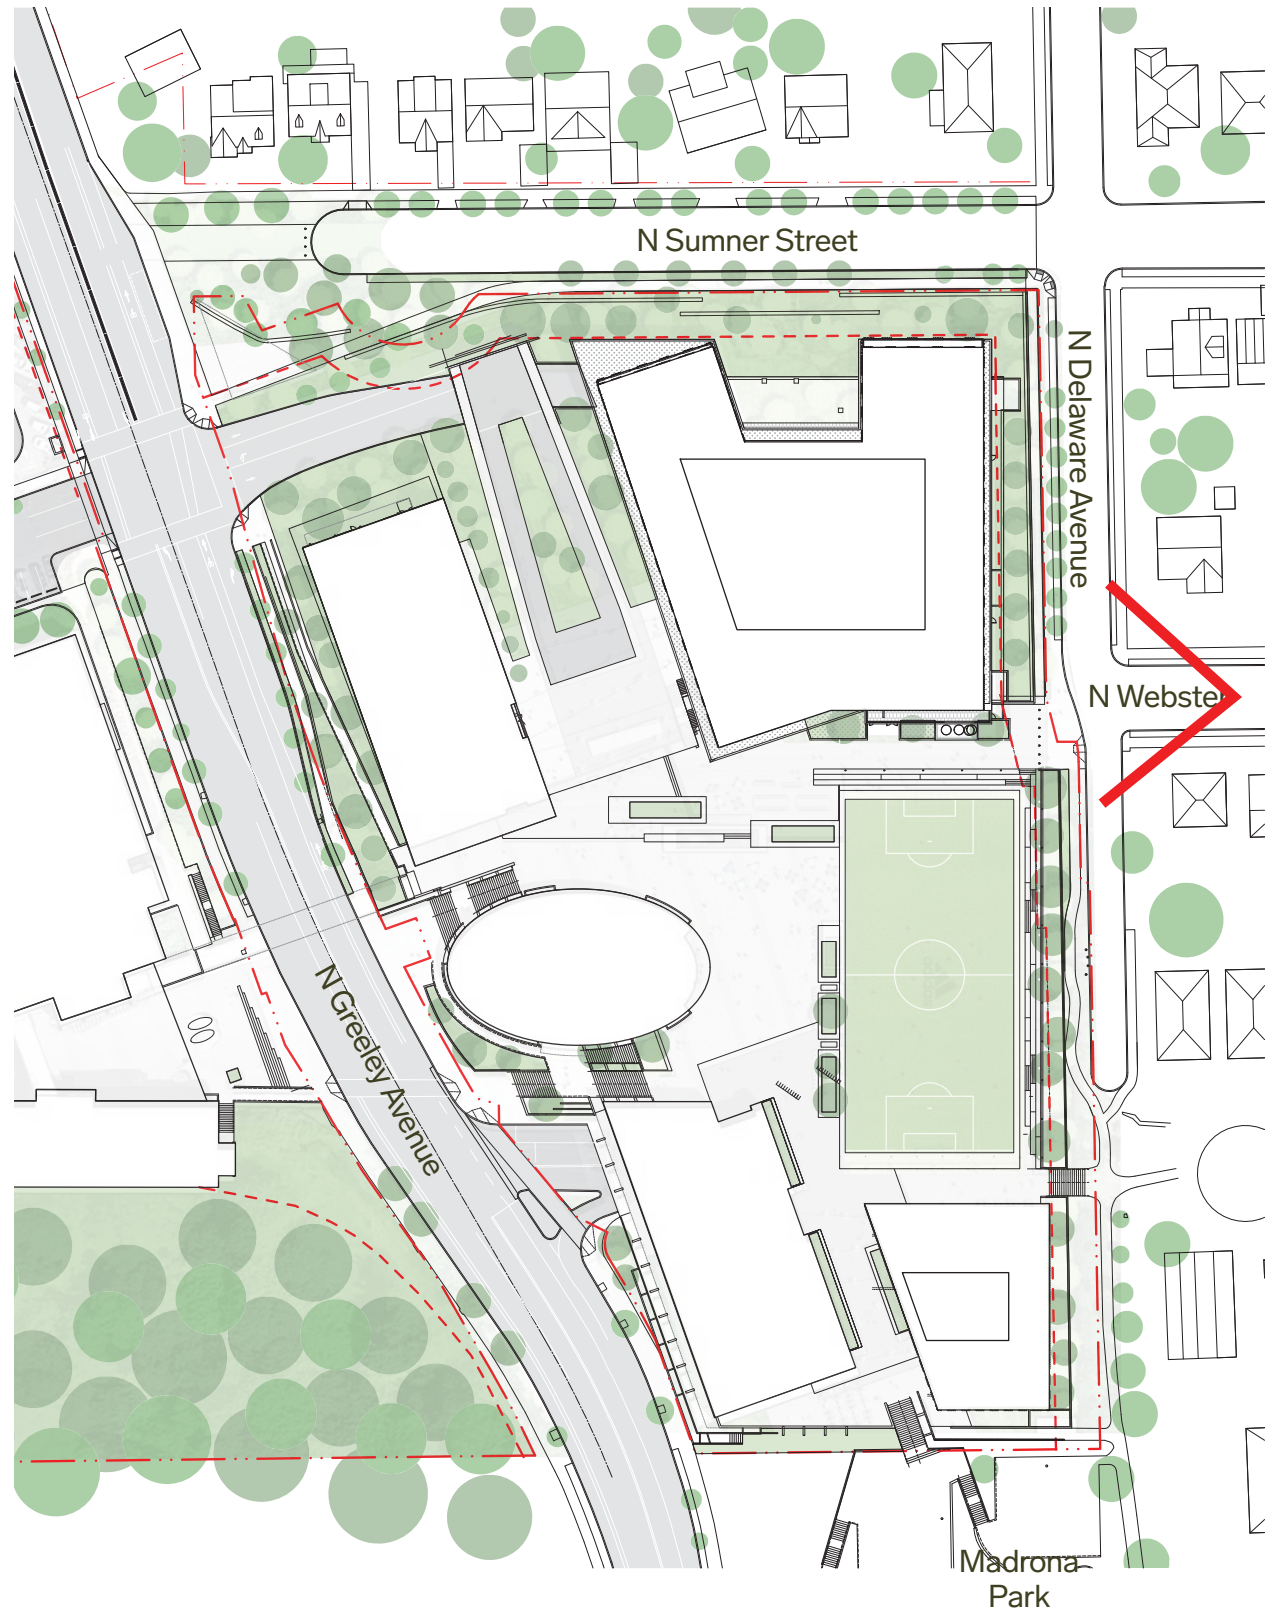 N Sumner Street
N Delaware Avenue
N Webster
N Greeley Avenue
Madrona
Park